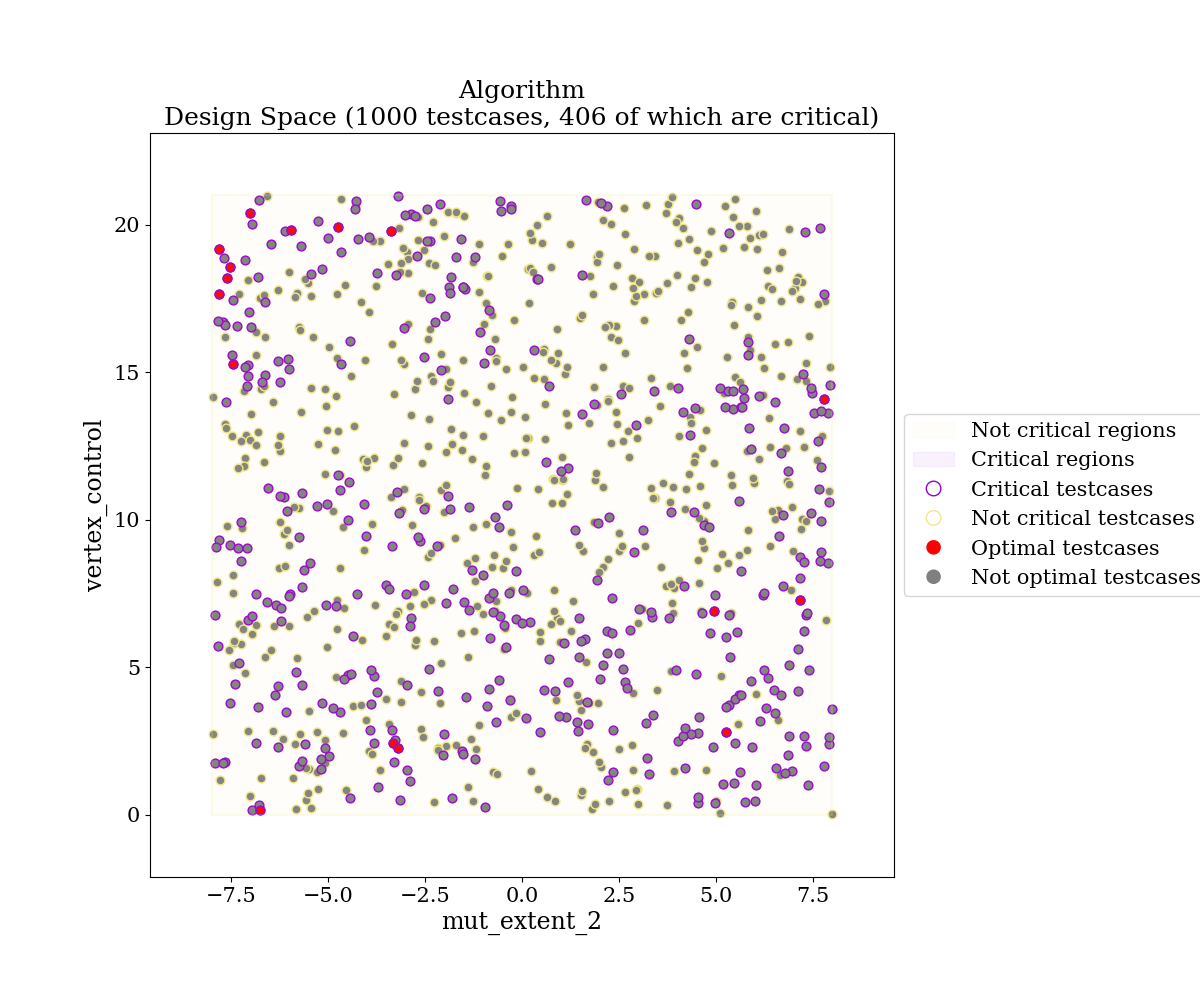 Algorithm
Design Space (1000 testcases, 406 of which are critical)
vertex_control
20
15
10
5
0
−7.5 −5.0 −2.5 0.0 2.5 5.0 7.5
mut_extent_2
Not critical regions
Critical regions
Critical testcases
Not critical testcases
Optimal testcases
Not optimal testcases